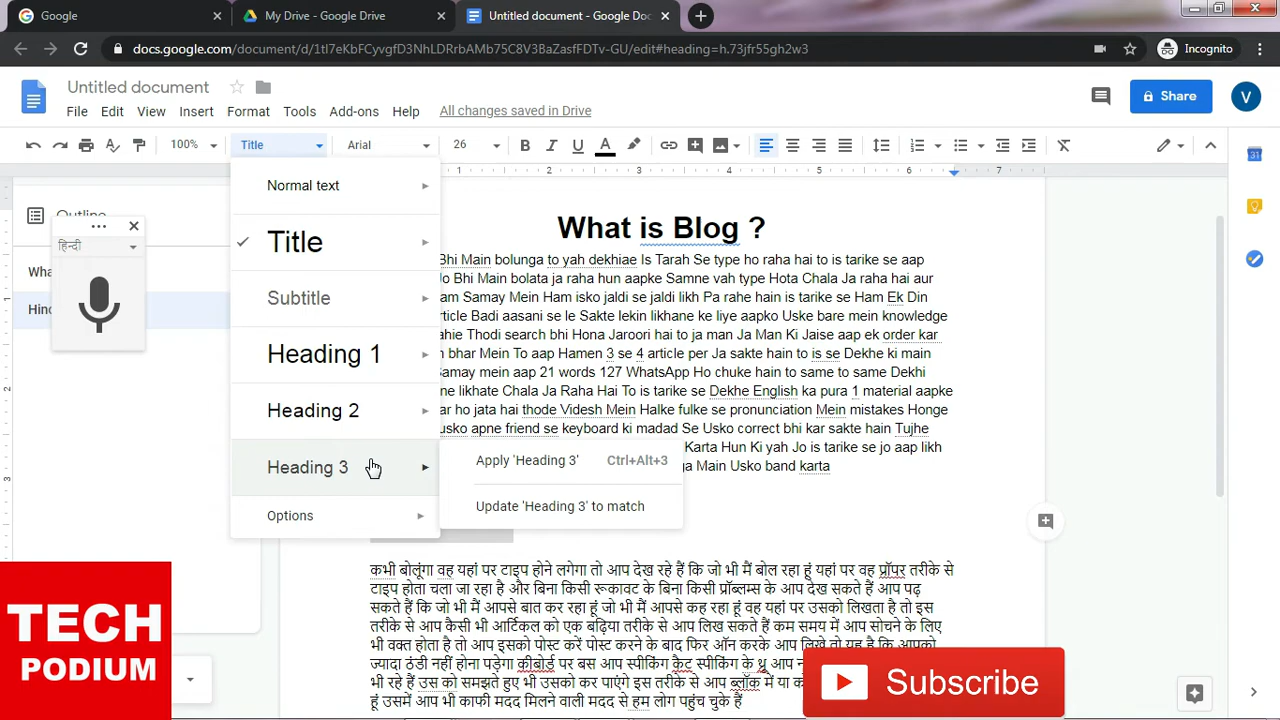 Google
My Drive - Google Drive
Untitled document - Google Doc
docs.google.com/document/d/1tI7eKbFCyvgfD3NhLDRrbAMb75C8V3BaZasfFDTv-GU/edit#heading=h.73jfr55gh2w3
Incognito
Untitled document
File Edit View Insert Format Tools Add-ons Help All changes saved in Drive
Share
V
100% Title Arial 26
1 2 3 4 5 6 7
Outline
हिन्दी
Wha
Hind
Normal text
Title
Subtitle
Heading 1
Heading 2
Heading 3
Options
Apply 'Heading 3' Ctrl+Alt+3
Update 'Heading 3' to match
What is Blog ?
Bhi Main bolunga to yah dekhiae Is Tarah Se type ho raha hai to is tarike se aap
Jo Bhi Main bolata ja raha hun aapke Samne vah type Hota Chala Ja raha hai aur
am Samay Mein Ham isko jaldi se jaldi likh Pa rahe hain is tarike se Ham Ek Din
rticle Badi aasani se le Sakte lekin likhane ke liye aapko Uske bare mein knowledge
ahie Thodi search bhi Hona Jaroori hai to ja man Ja Man Ki Jaise aap ek order kar
n bhar Mein To aap Hamen 3 se 4 article per Ja sakte hain to is se Dekhe ki main
Samay mein aap 21 words 127 WhatsApp Ho chuke hain to same to same Dekhi
ne likhate Chala Ja Raha Hai To is tarike se Dekhe English ka pura 1 material aapke
ar ho jata hai thode Videsh Mein Halke fulke se pronunciation Mein mistakes Honge
usko apne friend se keyboard ki madad Se Usko correct bhi kar sakte hain Tujhe
Karta Hun Ki yah Jo is tarike se jo aap likh
ga Main Usko band karta
कभी बोलूंगा वह यहां पर टाइप होने लगेगा तो आप देख रहे हैं कि जो भी मैं बोल रहा हूं यहां पर वह प्रॉपर तरीके से
टाइप होता चला जा रहा है और बिना किसी रूकावट के बिना किसी प्रॉब्लम्स के आप देख सकते हैं आप पढ़
सकते हैं कि जो भी मैं आपसे बात कर रहा हूं जो भी मैं आपसे कह रहा हूं वह यहां पर उसको लिखता है तो इस
तरीके से आप कैसी भी आर्टिकल को एक बढ़िया तरीका से आप लिख सकते हैं कम समय में आप सोचने के लिए
भी वक्त होता है तो आप इसको पोस्ट करें पोस्ट करने के बाद फिर ऑन करके आप लिखे तो यह है कि आपको
ज्यादा ठंडी नहीं होना पड़ेगा कीबोर्ड पर बस आप स्पीकिंग कैट स्पीकिंग के थ्रू आप
भी रहे हैं उस को समझते हुए भी उसको कर पाएंगे इस तरीके से आप ब्लॉक में या
हूं उसमें आप भी काफी मदद मिलने वाली मदद से हम लोग पहुंच चुके हैं
TECH
PODIUM
Subscribe
31